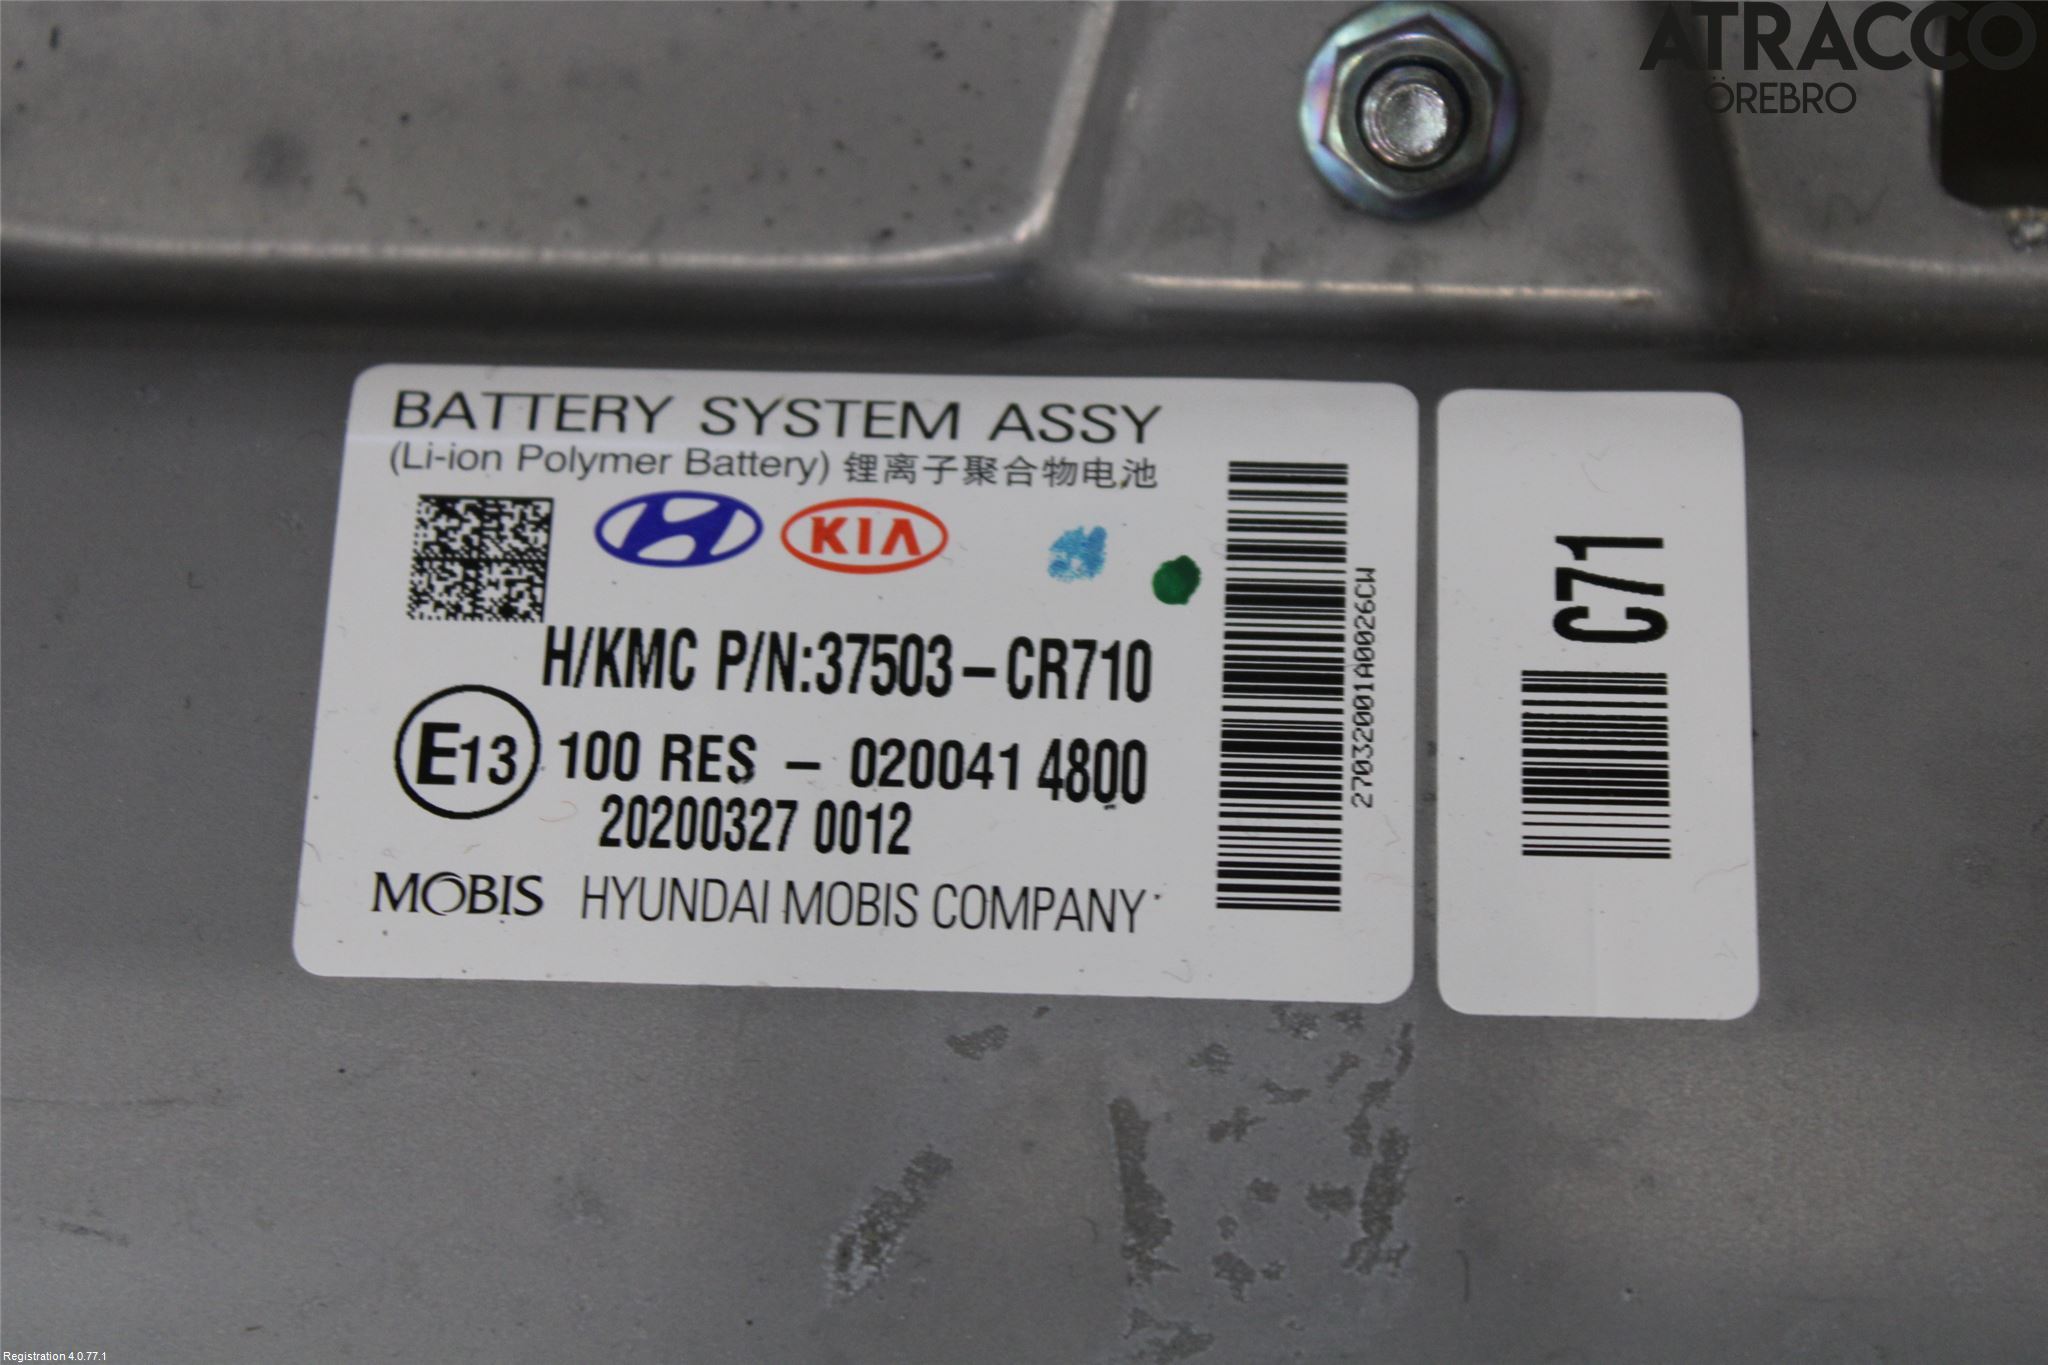 ATRACCO
ÖREBRO
BATTERY SYSTEM ASSY
(Li-ion Polymer Battery) 锂离子聚合物电池
KIA
H/KMC P/N:37503-CR710
E13 100 RES - 020041 4800
20200327 0012
MOBIS HYUNDAI MOBIS COMPANY
27032001A0026CW
C71
Registration 4.0.77.1